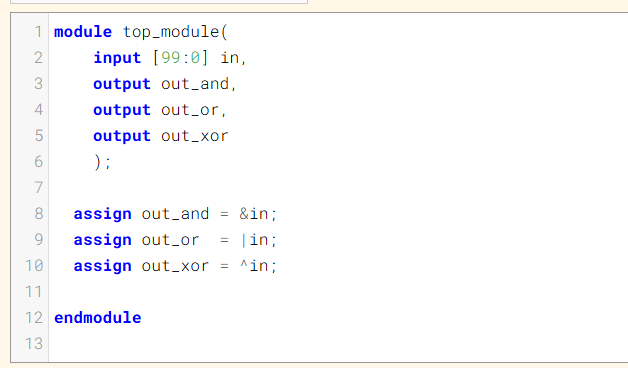 1 module top_module(
2     input [99:0] in,
3     output out_and,
4     output out_or,
5     output out_xor
6     );
7
8   assign out_and = &in;
9   assign out_or  = |in;
10   assign out_xor = ^in;
11
12 endmodule
13